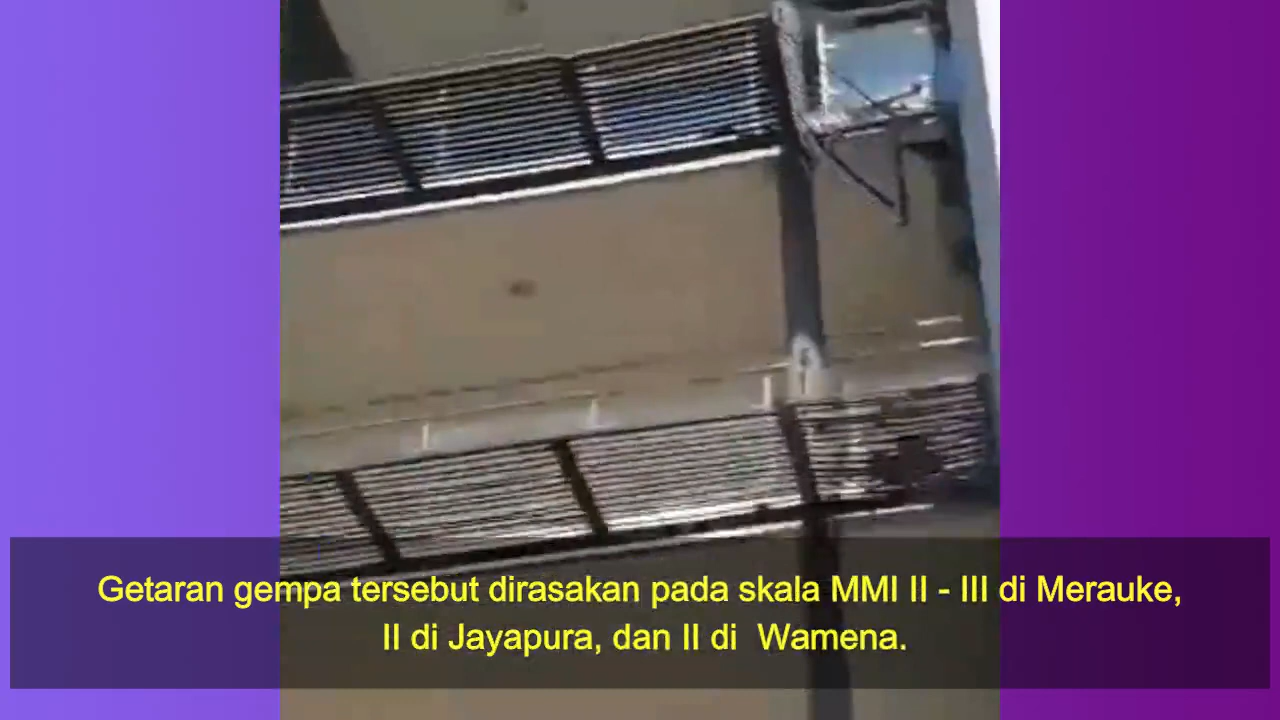 Getaran gempa tersebut dirasakan pada skala MMI II - III di Merauke,
II di Jayapura, dan II di  Wamena.